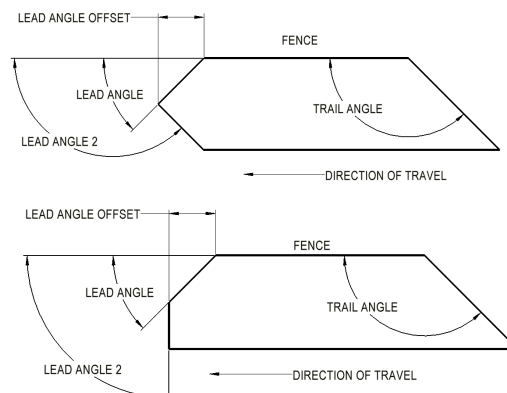 LEAD ANGLE OFFSET
FENCE
LEAD ANGLE
TRAIL ANGLE
LEAD ANGLE 2
DIRECTION OF TRAVEL
LEAD ANGLE OFFSET
FENCE
LEAD ANGLE
TRAIL ANGLE
LEAD ANGLE 2
DIRECTION OF TRAVEL